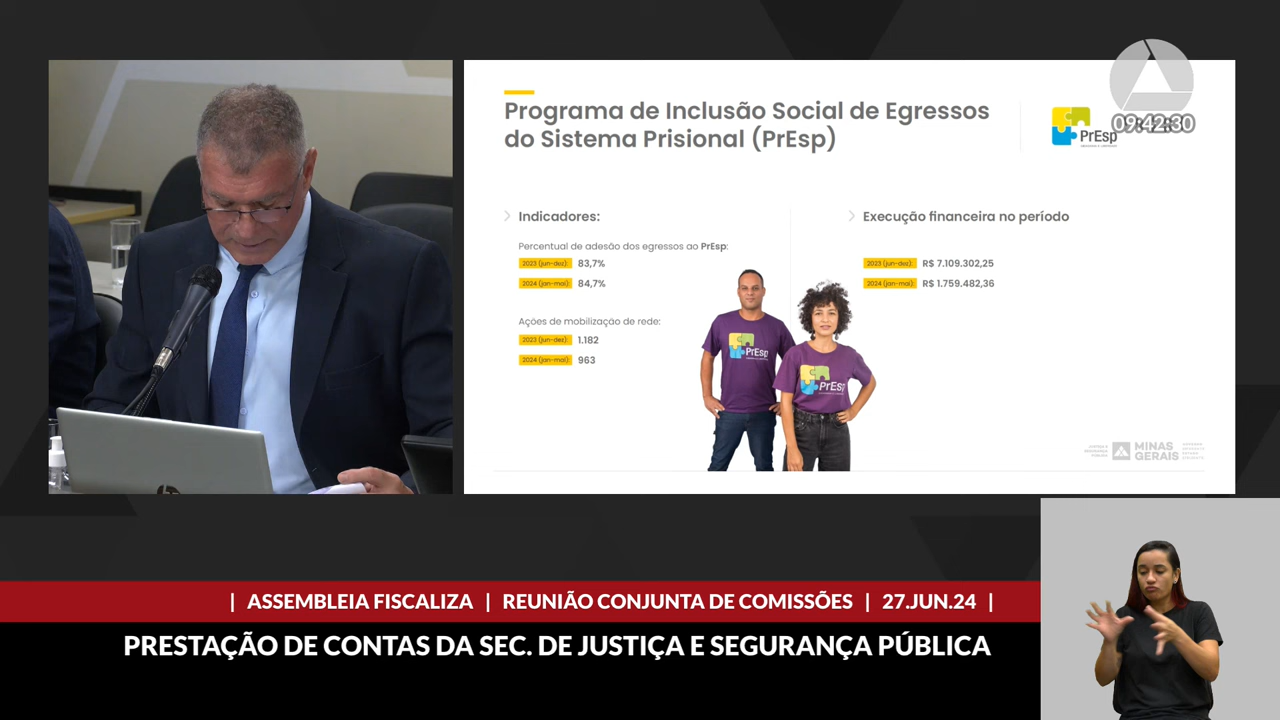 Programa de Inclusão Social de Egressos
do Sistema Prisional (PrEsp)
PrEsp
09:42:30
Indicadores:
Percentual de adesão dos egressos ao PrEsp:
2023 (jun-dez): 83,7%
2024 (jan-mai): 84,7%
Ações de mobilização de rede:
2023 (jun-dez): 1.182
2024 (jan-mai): 963
Execução financeira no período
2023 (jun-dez): R$ 7.109.302,25
2024 (jan-mai): R$ 1.759.482,36
PrEsp
PrEsp
MINAS
GERAIS
| ASSEMBLEIA FISCALIZA | REUNIÃO CONJUNTA DE COMISSÕES | 27.JUN.24 |
PRESTAÇÃO DE CONTAS DA SEC. DE JUSTIÇA E SEGURANÇA PÚBLICA